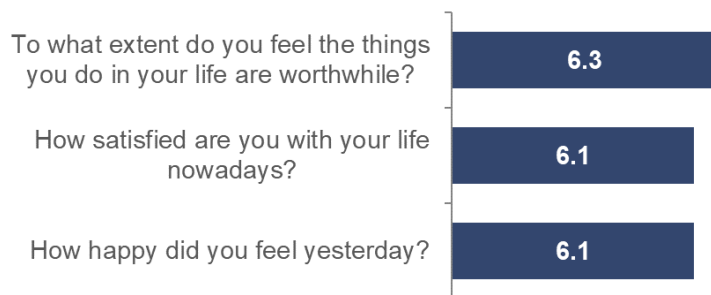 To what extent do you feel the things
you do in your life are worthwhile?
6.3
How satisfied are you with your life
nowadays?
6.1
How happy did you feel yesterday?
6.1